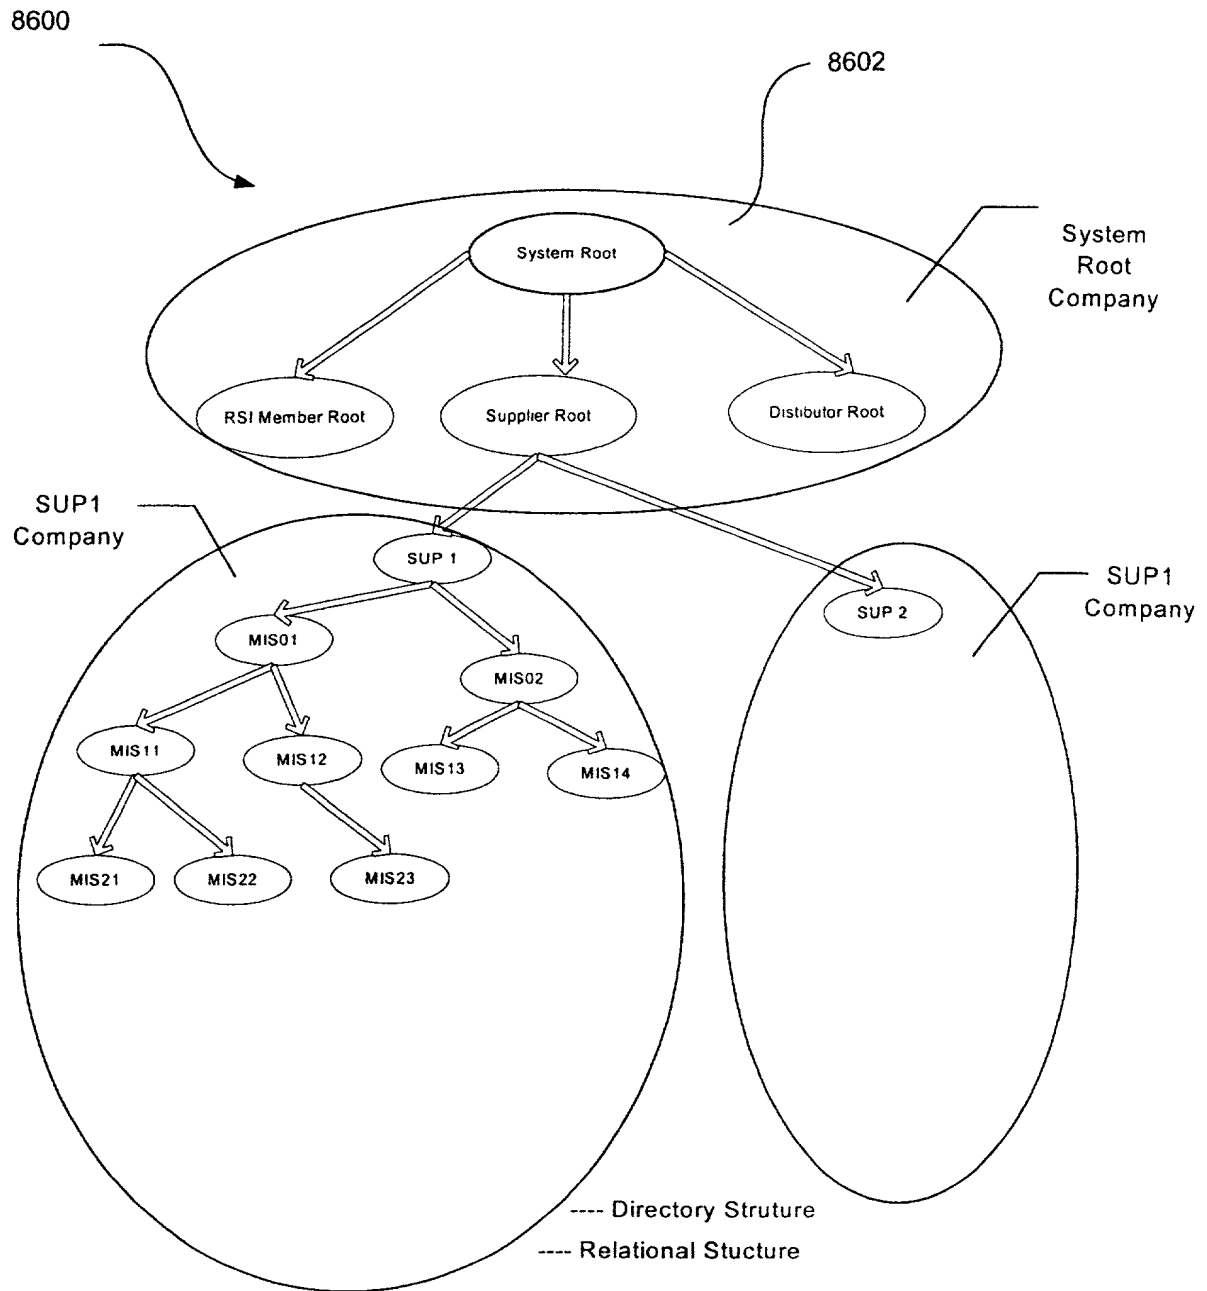 8600
8602
System Root
System
Root
Company
RSI Member Root
Supplier Root
Distibutor Root
SUP1
Company
SUP 1
SUP1
Company
SUP 2
MIS01
MIS02
MIS11
MIS12
MIS13
MIS14
MIS21
MIS22
MIS23
---- Directory Struture
---- Relational Stucture